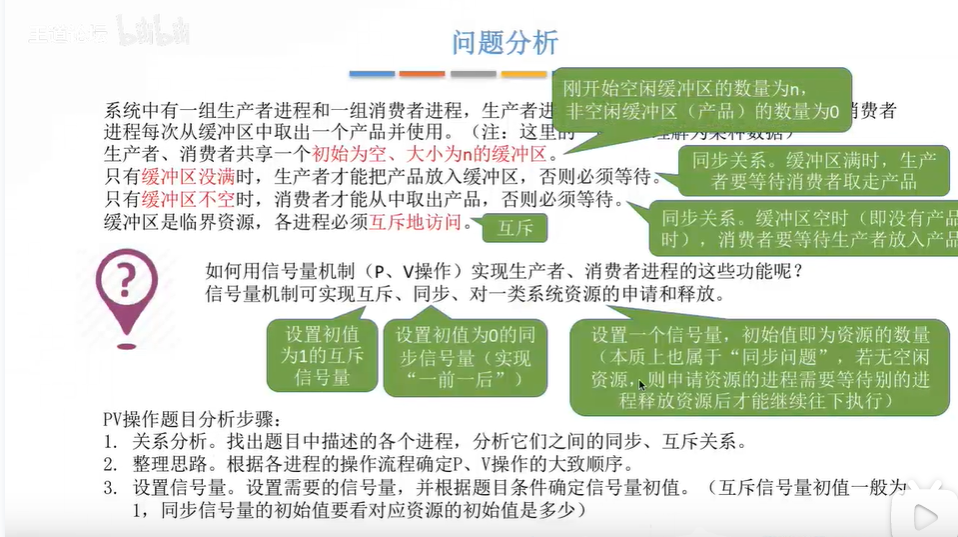 bilibili
问题分析
刚开始空闲缓冲区的数量为n，
非空闲缓冲区（产品）的数量为0
系统中有一组生产者进程和一组消费者进程，生产者进
消费者
进程每次从缓冲区中取出一个产品并使用。（注：这里的
理解为某种数据）
生产者、消费者共享一个初始为空、大小为n的缓冲区。
只有缓冲区没满时，生产者才能把产品放入缓冲区，否则必须等待。
同步关系。缓冲区满时，生产
者要等待消费者取走产品
只有缓冲区不空时，消费者才能从中取出产品，否则必须等待。
同步关系。缓冲区空时（即没有产品
时），消费者要等待生产者放入产品
缓冲区是临界资源，各进程必须互斥地访问。
互斥
?
如何用信号量机制（P、V操作）实现生产者、消费者进程的这些功能呢？
信号量机制可实现互斥、同步、对一类系统资源的申请和释放。
设置初值
为1的互斥
信号量
设置初值为0的同
步信号量（实现
“一前一后”）
设置一个信号量，初始值即为资源的数量
（本质上也属于“同步问题”，若无空闲
资源，则申请资源的进程需要等待别的进
程释放资源后才能继续往下执行）
PV操作题目分析步骤：
1. 关系分析。找出题目中描述的各个进程，分析它们之间的同步、互斥关系。
2. 整理思路。根据各进程的操作流程确定P、V操作的大致顺序。
3. 设置信号量。设置需要的信号量，并根据题目条件确定信号量初值。（互斥信号量初值一般为
1，同步信号量的初始值要看对应资源的初始值是多少）